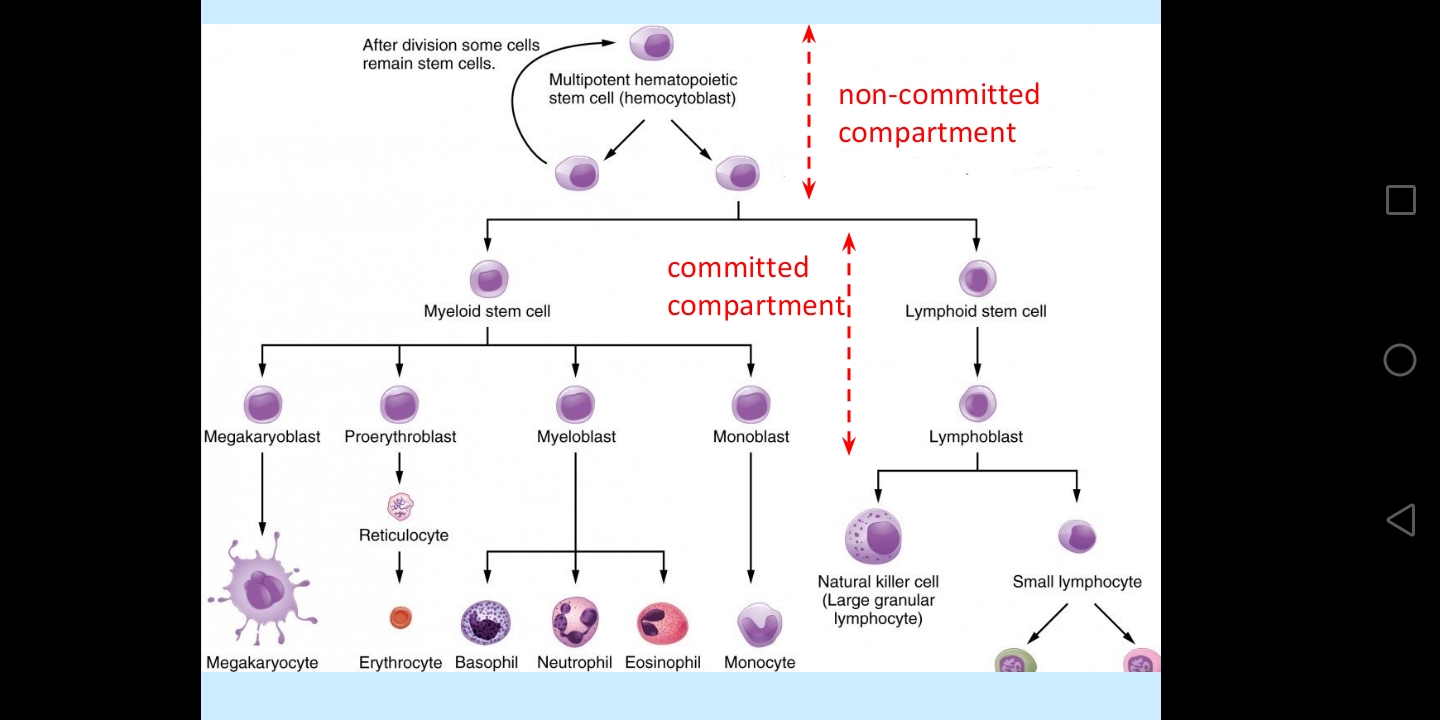 After division some cells
remain stem cells.
Multipotent hematopoietic
stem cell (hemocytoblast)
non-committed
compartment
committed
compartment
Myeloid stem cell
Lymphoid stem cell
Megakaryoblast
Proerythroblast
Myeloblast
Monoblast
Lymphoblast
Reticulocyte
Natural killer cell
(Large granular
lymphocyte)
Small lymphocyte
Megakaryocyte
Erythrocyte
Basophil
Neutrophil
Eosinophil
Monocyte